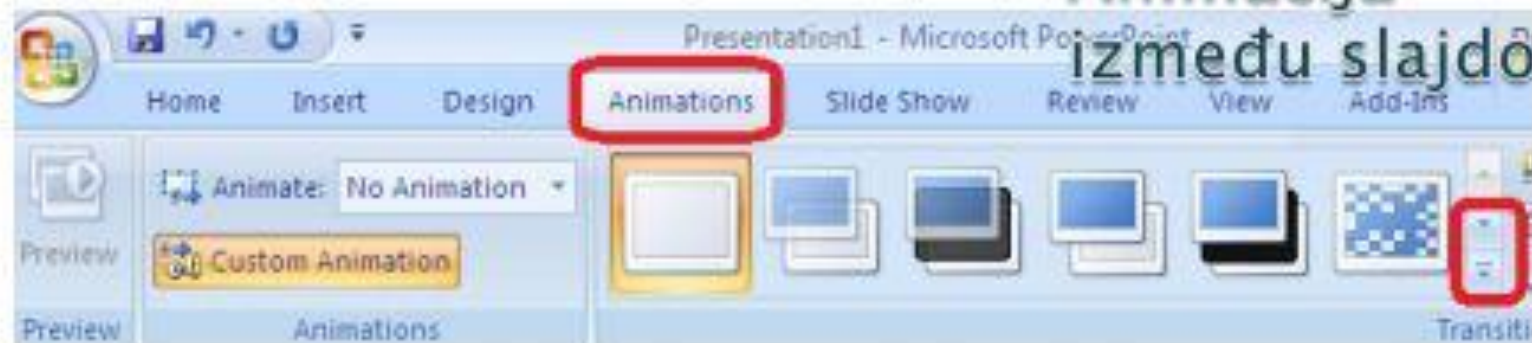 Presentation1 - Microsoft PowerPoint
između slajdo
Home Insert Design Animations Slide Show Review View Add-Ins
Animate: No Animation
Preview Custom Animation
Preview Animations Transiti